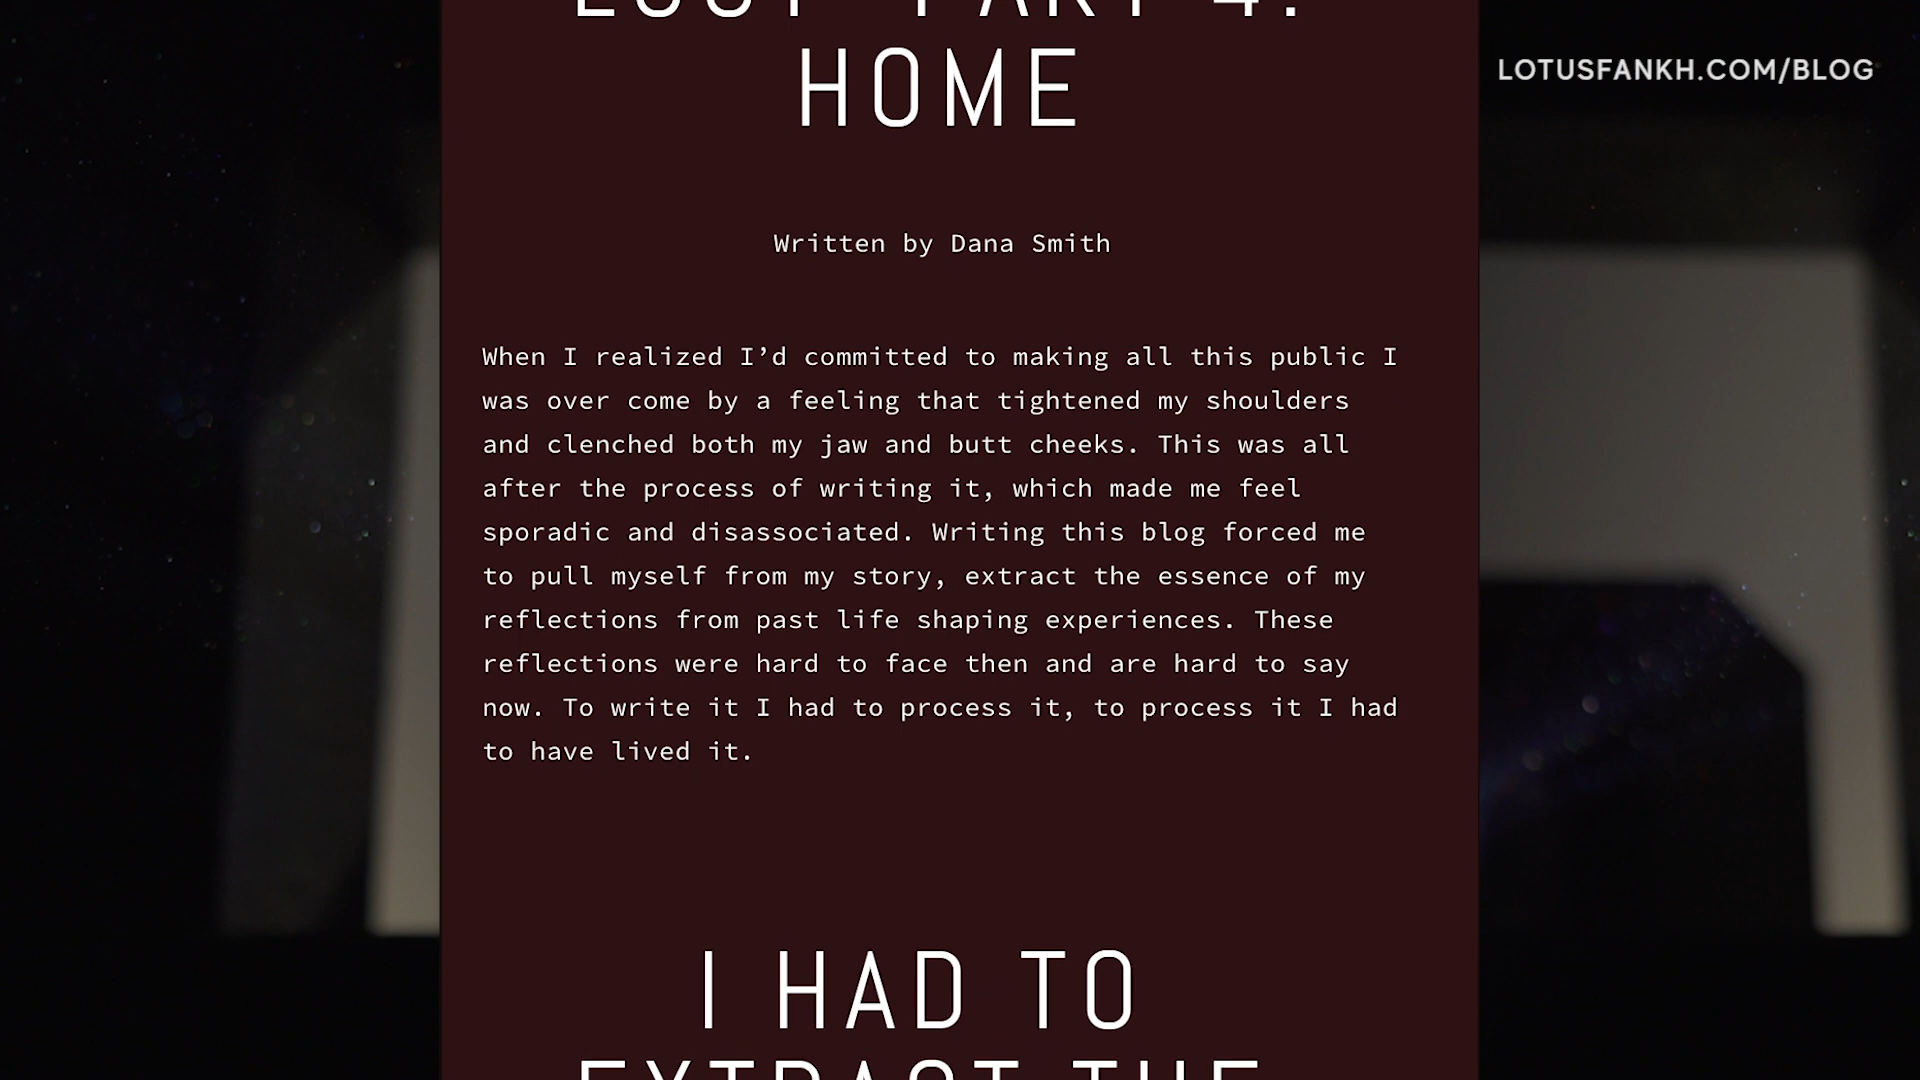 LOST PART 4:
HOME
LOTUSFANKH.COM/BLOG
Written by Dana Smith
When I realized I’d committed to making all this public I
was over come by a feeling that tightened my shoulders
and clenched both my jaw and butt cheeks. This was all
after the process of writing it, which made me feel
sporadic and disassociated. Writing this blog forced me
to pull myself from my story, extract the essence of my
reflections from past life shaping experiences. These
reflections were hard to face then and are hard to say
now. To write it I had to process it, to process it I had
to have lived it.
I HAD TO
EXTRACT THE